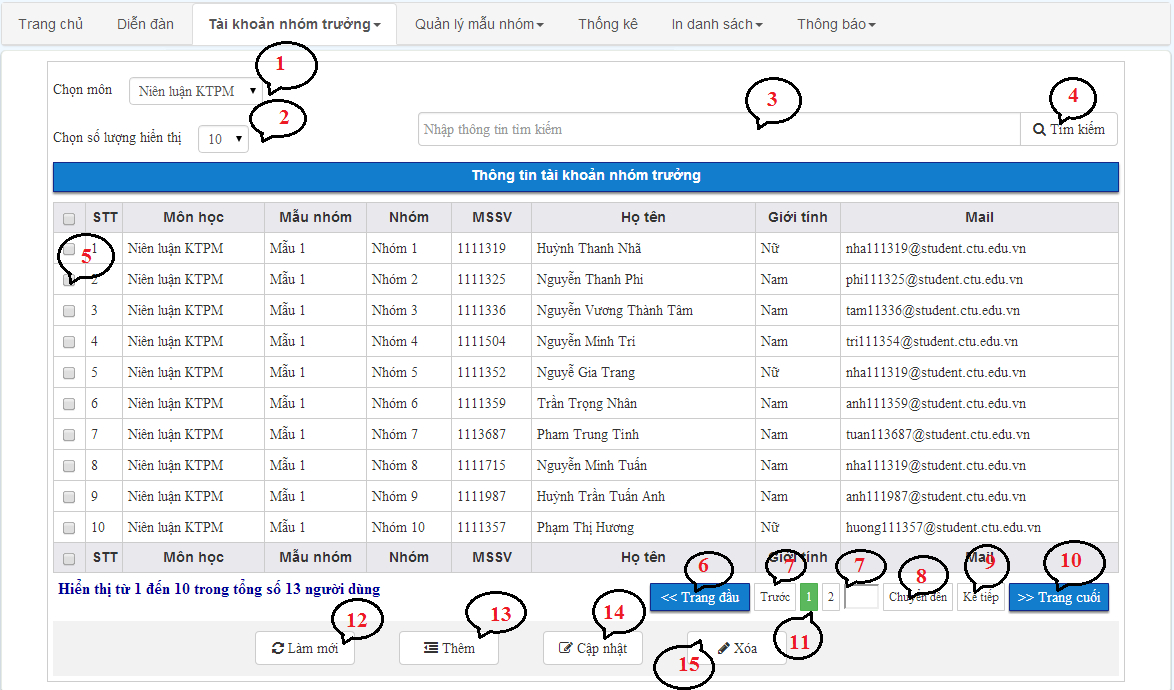 Trang chủ Diễn đàn Tài khoản nhóm trưởng Quản lý mẫu nhóm Thống kê In danh sách Thông báo
1
Chọn môn Niên luận KTPM
2 3 4
Chọn số lượng hiển thị 10 Nhập thông tin tìm kiếm Tìm kiếm
Thông tin tài khoản nhóm trưởng
STT Môn học Mẫu nhóm Nhóm MSSV Họ tên Giới tính Mail
1 Niên luận KTPM Mẫu 1 Nhóm 1 1111319 Huỳnh Thanh Nhã Nữ nha111319@student.ctu.edu.vn
5
2 Niên luận KTPM Mẫu 1 Nhóm 2 1111325 Nguyễn Thanh Phi Nam phi111325@student.ctu.edu.vn
3 Niên luận KTPM Mẫu 1 Nhóm 3 1111336 Nguyễn Vương Thành Tâm Nam tam11336@student.ctu.edu.vn
4 Niên luận KTPM Mẫu 1 Nhóm 4 1111504 Nguyễn Minh Trí Nam tri111354@student.ctu.edu.vn
5 Niên luận KTPM Mẫu 1 Nhóm 5 1111352 Nguyễ Gia Trang Nữ nha111319@student.ctu.edu.vn
6 Niên luận KTPM Mẫu 1 Nhóm 6 1111359 Trần Trọng Nhân Nam anh111359@student.ctu.edu.vn
7 Niên luận KTPM Mẫu 1 Nhóm 7 1113687 Pham Trung Tính Nam tuan113687@student.ctu.edu.vn
8 Niên luận KTPM Mẫu 1 Nhóm 8 1111715 Nguyễn Minh Tuấn Nam nha111319@student.ctu.edu.vn
9 Niên luận KTPM Mẫu 1 Nhóm 9 1111987 Huỳnh Trần Tuấn Anh Nam anh111987@student.ctu.edu.vn
10 Niên luận KTPM Mẫu 1 Nhóm 10 1111357 Phạm Thị Hương Nữ huong111357@student.ctu.edu.vn
STT Môn học Mẫu nhóm Nhóm MSSV Họ tên Giới tính Mail
6 7 7 8 9 10
Hiển thị từ 1 đến 10 trong tổng số 13 người dùng << Trang đầu Trước 1 2 Chuyển đến Kế tiếp >> Trang cuối
12 13 14 15 11
Làm mới Thêm Cập nhật Xóa